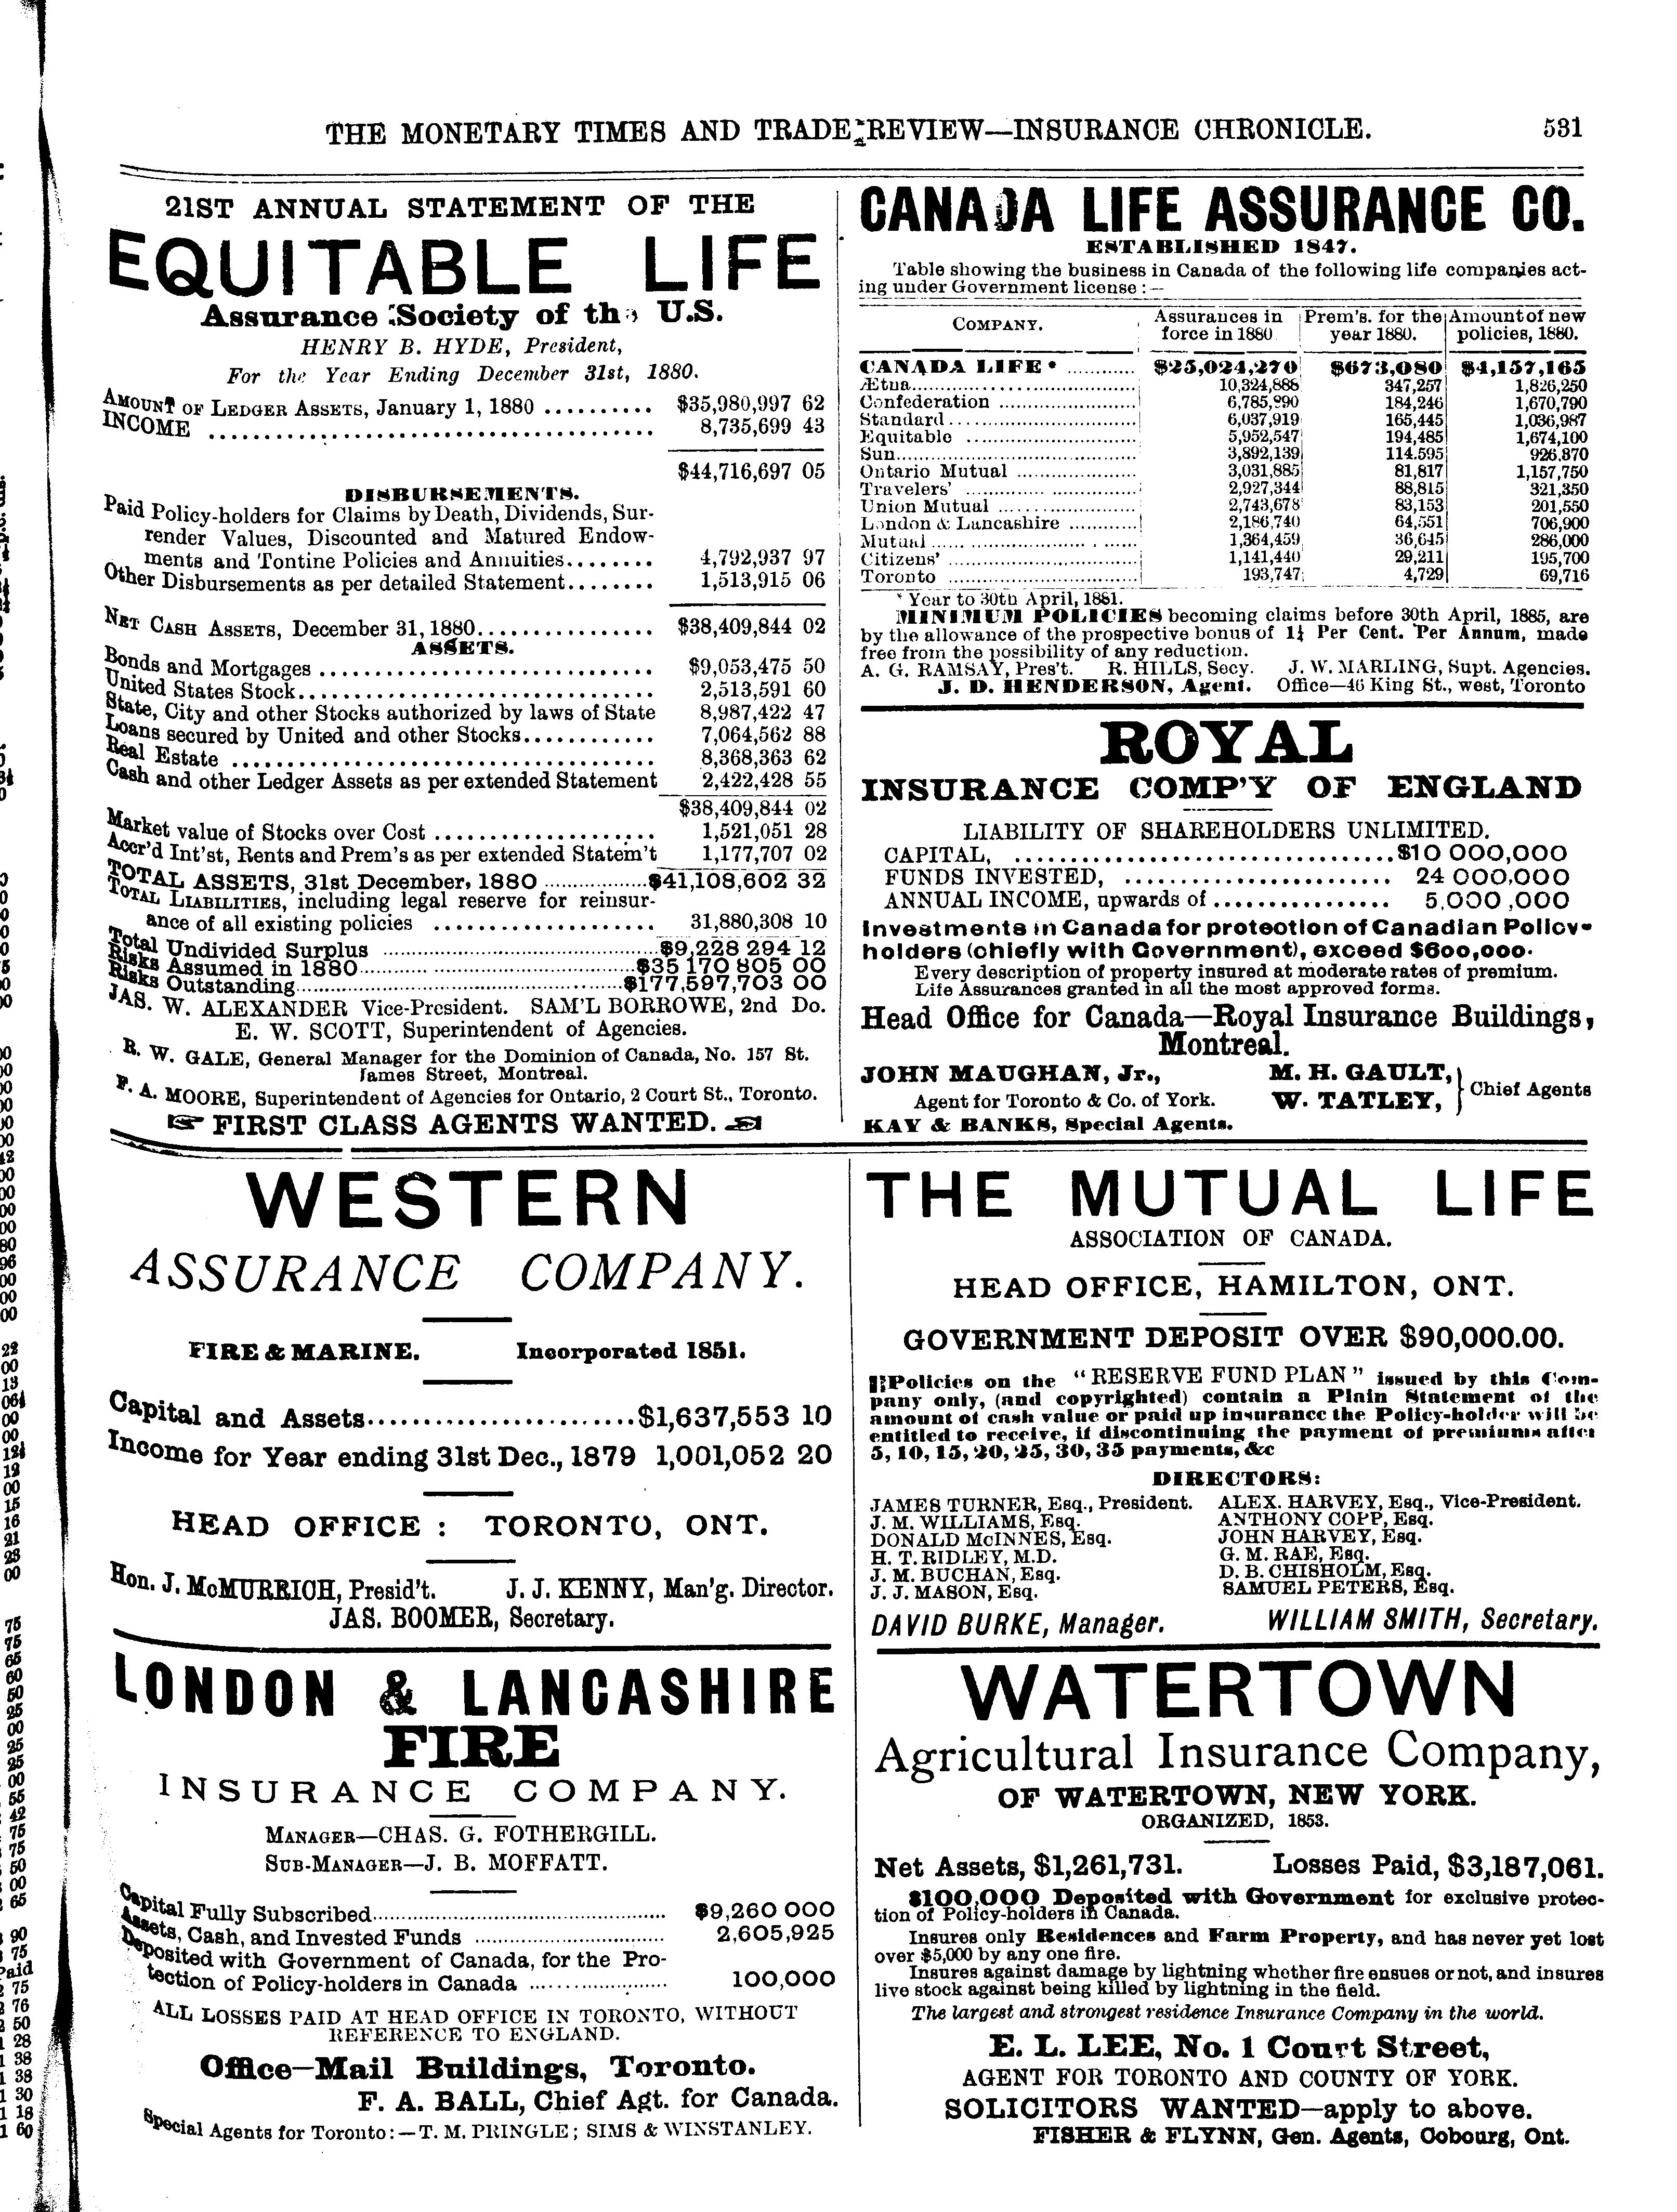 THE MONETARY TIMES AND TRADE REVIEW—INSURANCE CHRONICLE. 531
21ST ANNUAL STATEMENT OF THE
EQUITABLE LIFE
Assurance Society of the U.S.
HENRY B. HYDE, President,
For the Year Ending December 31st, 1880.
AMOUNT OF LEDGER ASSETS, January 1, 1880 .......... $35,980,997 62
INCOME .......... 8,735,699 43
$44,716,697 05
DISBURSEMENTS.
Paid Policy-holders for Claims by Death, Dividends, Sur-
render Values, Discounted and Matured Endow-
ments and Tontine Policies and Annuities........ 4,792,937 97
Other Disbursements as per detailed Statement........ 1,513,915 06
NET CASH ASSETS, December 31, 1880................ $38,409,844 02
ASSETS.
Bonds and Mortgages .......... $9,053,475 50
United States Stock.......... 2,513,591 60
State, City and other Stocks authorized by laws of State 8,987,422 47
Loans secured by United and other Stocks............ 7,064,562 88
Real Estate .......... 8,368,363 62
Cash and other Ledger Assets as per extended Statement 2,422,428 55
$38,409,844 02
Market value of Stocks over Cost .......... 1,521,051 28
Accr'd Int'st, Rents and Prem's as per extended Statem't 1,177,707 02
TOTAL ASSETS, 31st December, 1880 ..........$41,108,602 32
TOTAL LIABILITIES, including legal reserve for reinsur-
ance of all existing policies .......... 31,880,308 10
Total Undivided Surplus ..........$9,228 294 12
Risks Assumed in 1880..........$35 170 805 00
Risks Outstanding..........$177,597,703 00
JAS. W. ALEXANDER Vice-President. SAM'L BORROWE, 2nd Do.
E. W. SCOTT, Superintendent of Agencies.
R. W. GALE, General Manager for the Dominion of Canada, No. 157 St.
James Street, Montreal.
F. A. MOORE, Superintendent of Agencies for Ontario, 2 Court St., Toronto.
☞ FIRST CLASS AGENTS WANTED. ☜
CANADA LIFE ASSURANCE CO.
ESTABLISHED 1847.
Table showing the business in Canada of the following life companies act-
ing under Government license :—
COMPANY. Assurances in force in 1880 Prem's. for the year 1880. Amount of new policies, 1880.
CANADA LIFE * .......... $25,024,270 $673,080 $4,157,165
Ætna.......... 10,324,888 347,257 1,826,250
Confederation .......... 6,785,290 184,246 1,670,790
Standard.......... 6,037,919 165,445 1,036,987
Equitable .......... 5,952,547 194,485 1,674,100
Sun.......... 3,892,139 114.595 926,870
Ontario Mutual .......... 3,031,885 81,817 1,157,750
Travelers' .......... 2,927,344 88,815 321,350
Union Mutual .......... 2,743,678 83,153 201,550
London & Lancashire .......... 2,186,740 64,551 706,900
Mutual .......... 1,364,459 36,645 286,000
Citizens' .......... 1,141,440 29,211 195,700
Toronto .......... 193,747 4,729 69,716
* Year to 30th April, 1881.
MINIMUM POLICIES becoming claims before 30th April, 1885, are
by the allowance of the prospective bonus of 1¼ Per Cent. Per Annum, made
free from the possibility of any reduction.
A. G. RAMSAY, Pres't. R. HILLS, Secy. J. W. MARLING, Supt. Agencies.
J. D. HENDERSON, Agent. Office—46 King St., west, Toronto
ROYAL
INSURANCE COMP'Y OF ENGLAND
LIABILITY OF SHAREHOLDERS UNLIMITED.
CAPITAL, ..........$10 000,000
FUNDS INVESTED, .......... 24 000,000
ANNUAL INCOME, upwards of .......... 5,000,000
Investments in Canada for protection of Canadian Policy-
holders (chiefly with Government), exceed $600,000.
Every description of property insured at moderate rates of premium.
Life Assurances granted in all the most approved forms.
Head Office for Canada—Royal Insurance Buildings,
Montreal.
JOHN MAUGHAN, Jr., M. H. GAULT,
Agent for Toronto & Co. of York. W. TATLEY, } Chief Agents
KAY & BANKS, Special Agents.
WESTERN
ASSURANCE COMPANY.
FIRE & MARINE. Incorporated 1851.
Capital and Assets..........$1,637,553 10
Income for Year ending 31st Dec., 1879 1,001,052 20
HEAD OFFICE : TORONTO, ONT.
Hon. J. McMURRICH, Presid't. J. J. KENNY, Man'g. Director.
JAS. BOOMER, Secretary.
THE MUTUAL LIFE
ASSOCIATION OF CANADA.
HEAD OFFICE, HAMILTON, ONT.
GOVERNMENT DEPOSIT OVER $90,000.00.
Policies on the "RESERVE FUND PLAN" issued by this Com-
pany only, (and copyrighted) contain a Plain Statement of the
amount of cash value or paid up insurance the Policy-holder will be
entitled to receive, if discontinuing the payment of premiums after
5, 10, 15, 20, 25, 30, 35 payments, &c
DIRECTORS:
JAMES TURNER, Esq., President. ALEX. HARVEY, Esq., Vice-President.
J. M. WILLIAMS, Esq. ANTHONY COPP, Esq.
DONALD McINNES, Esq. JOHN HARVEY, Esq.
H. T. RIDLEY, M.D. G. M. RAE, Esq.
J. M. BUCHAN, Esq. D. B. CHISHOLM, Esq.
J. J. MASON, Esq. SAMUEL PETERS, Esq.
DAVID BURKE, Manager. WILLIAM SMITH, Secretary.
LONDON & LANCASHIRE
FIRE
INSURANCE COMPANY.
MANAGER—CHAS. G. FOTHERGILL.
SUB-MANAGER—J. B. MOFFATT.
Capital Fully Subscribed.......... $9,260 000
Assets, Cash, and Invested Funds .......... 2,605,925
Deposited with Government of Canada, for the Pro-
tection of Policy-holders in Canada .......... 100,000
ALL LOSSES PAID AT HEAD OFFICE IN TORONTO, WITHOUT
REFERENCE TO ENGLAND.
Office—Mail Buildings, Toronto.
F. A. BALL, Chief Agt. for Canada.
Special Agents for Toronto:—T. M. PRINGLE; SIMS & WINSTANLEY.
WATERTOWN
Agricultural Insurance Company,
OF WATERTOWN, NEW YORK.
ORGANIZED, 1853.
Net Assets, $1,261,731. Losses Paid, $3,187,061.
$100,000 Deposited with Government for exclusive protec-
tion of Policy-holders in Canada.
Insures only Residences and Farm Property, and has never yet lost
over $5,000 by any one fire.
Insures against damage by lightning whether fire ensues or not, and insures
live stock against being killed by lightning in the field.
The largest and strongest residence Insurance Company in the world.
E. L. LEE, No. 1 Court Street,
AGENT FOR TORONTO AND COUNTY OF YORK.
SOLICITORS WANTED—apply to above.
FISHER & FLYNN, Gen. Agents, Cobourg, Ont.